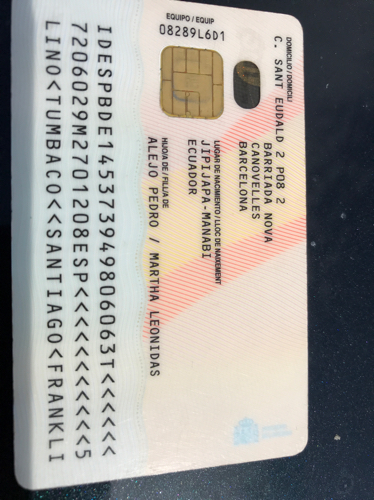 DOMICILIO / DOMICILI
C. SANT EUDALD 2 P08 2
BARRIADA NOVA
CANOVELLES
BARCELONA
LUGAR DE NACIMIENTO / LLOC DE NAIXEMENT
JIPIJAPA-MANABI
ECUADOR
HIJO/A DE / FILL/A DE
ALEJO PEDRO / MARTHA LEONIDAS
EQUIPO / EQUIP
08289L6D1
IDESPBDE145373949806063T<<<<<<
7206029M2701208ESP<<<<<<<<<<<5
LINO<TUMBACO<<SANTIAGO<FRANKLI